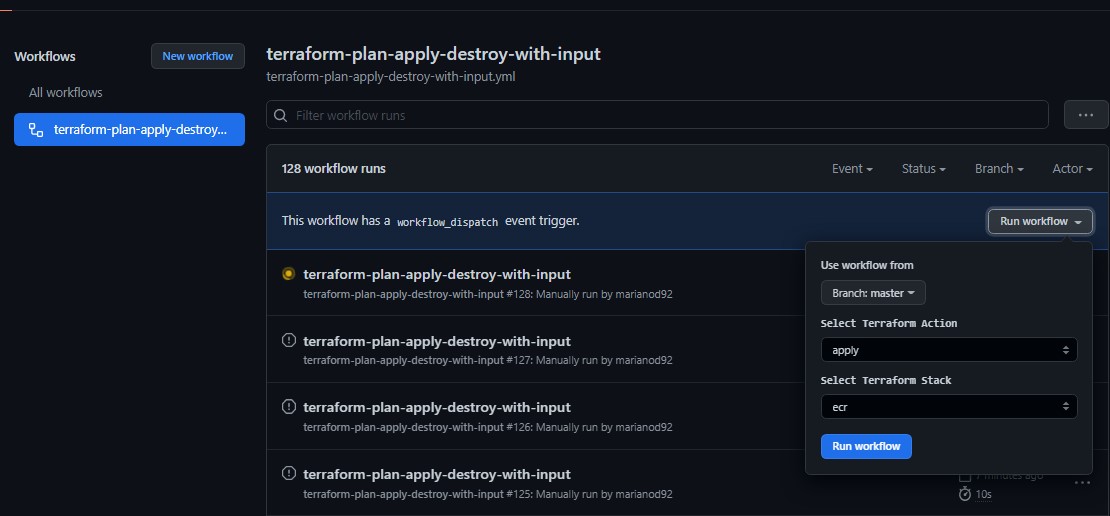 Workflows
New workflow
All workflows
terraform-plan-apply-destroy...
terraform-plan-apply-destroy-with-input
terraform-plan-apply-destroy-with-input.yml
Filter workflow runs
...
128 workflow runs
Event
Status
Branch
Actor
This workflow has a workflow_dispatch event trigger.
Run workflow
terraform-plan-apply-destroy-with-input
terraform-plan-apply-destroy-with-input #128: Manually run by marianod92
terraform-plan-apply-destroy-with-input
terraform-plan-apply-destroy-with-input #127: Manually run by marianod92
terraform-plan-apply-destroy-with-input
terraform-plan-apply-destroy-with-input #126: Manually run by marianod92
terraform-plan-apply-destroy-with-input
terraform-plan-apply-destroy-with-input #125: Manually run by marianod92
Use workflow from
Branch: master
Select Terraform Action
apply
Select Terraform Stack
ecr
Run workflow
7 minutes ago
10s
...